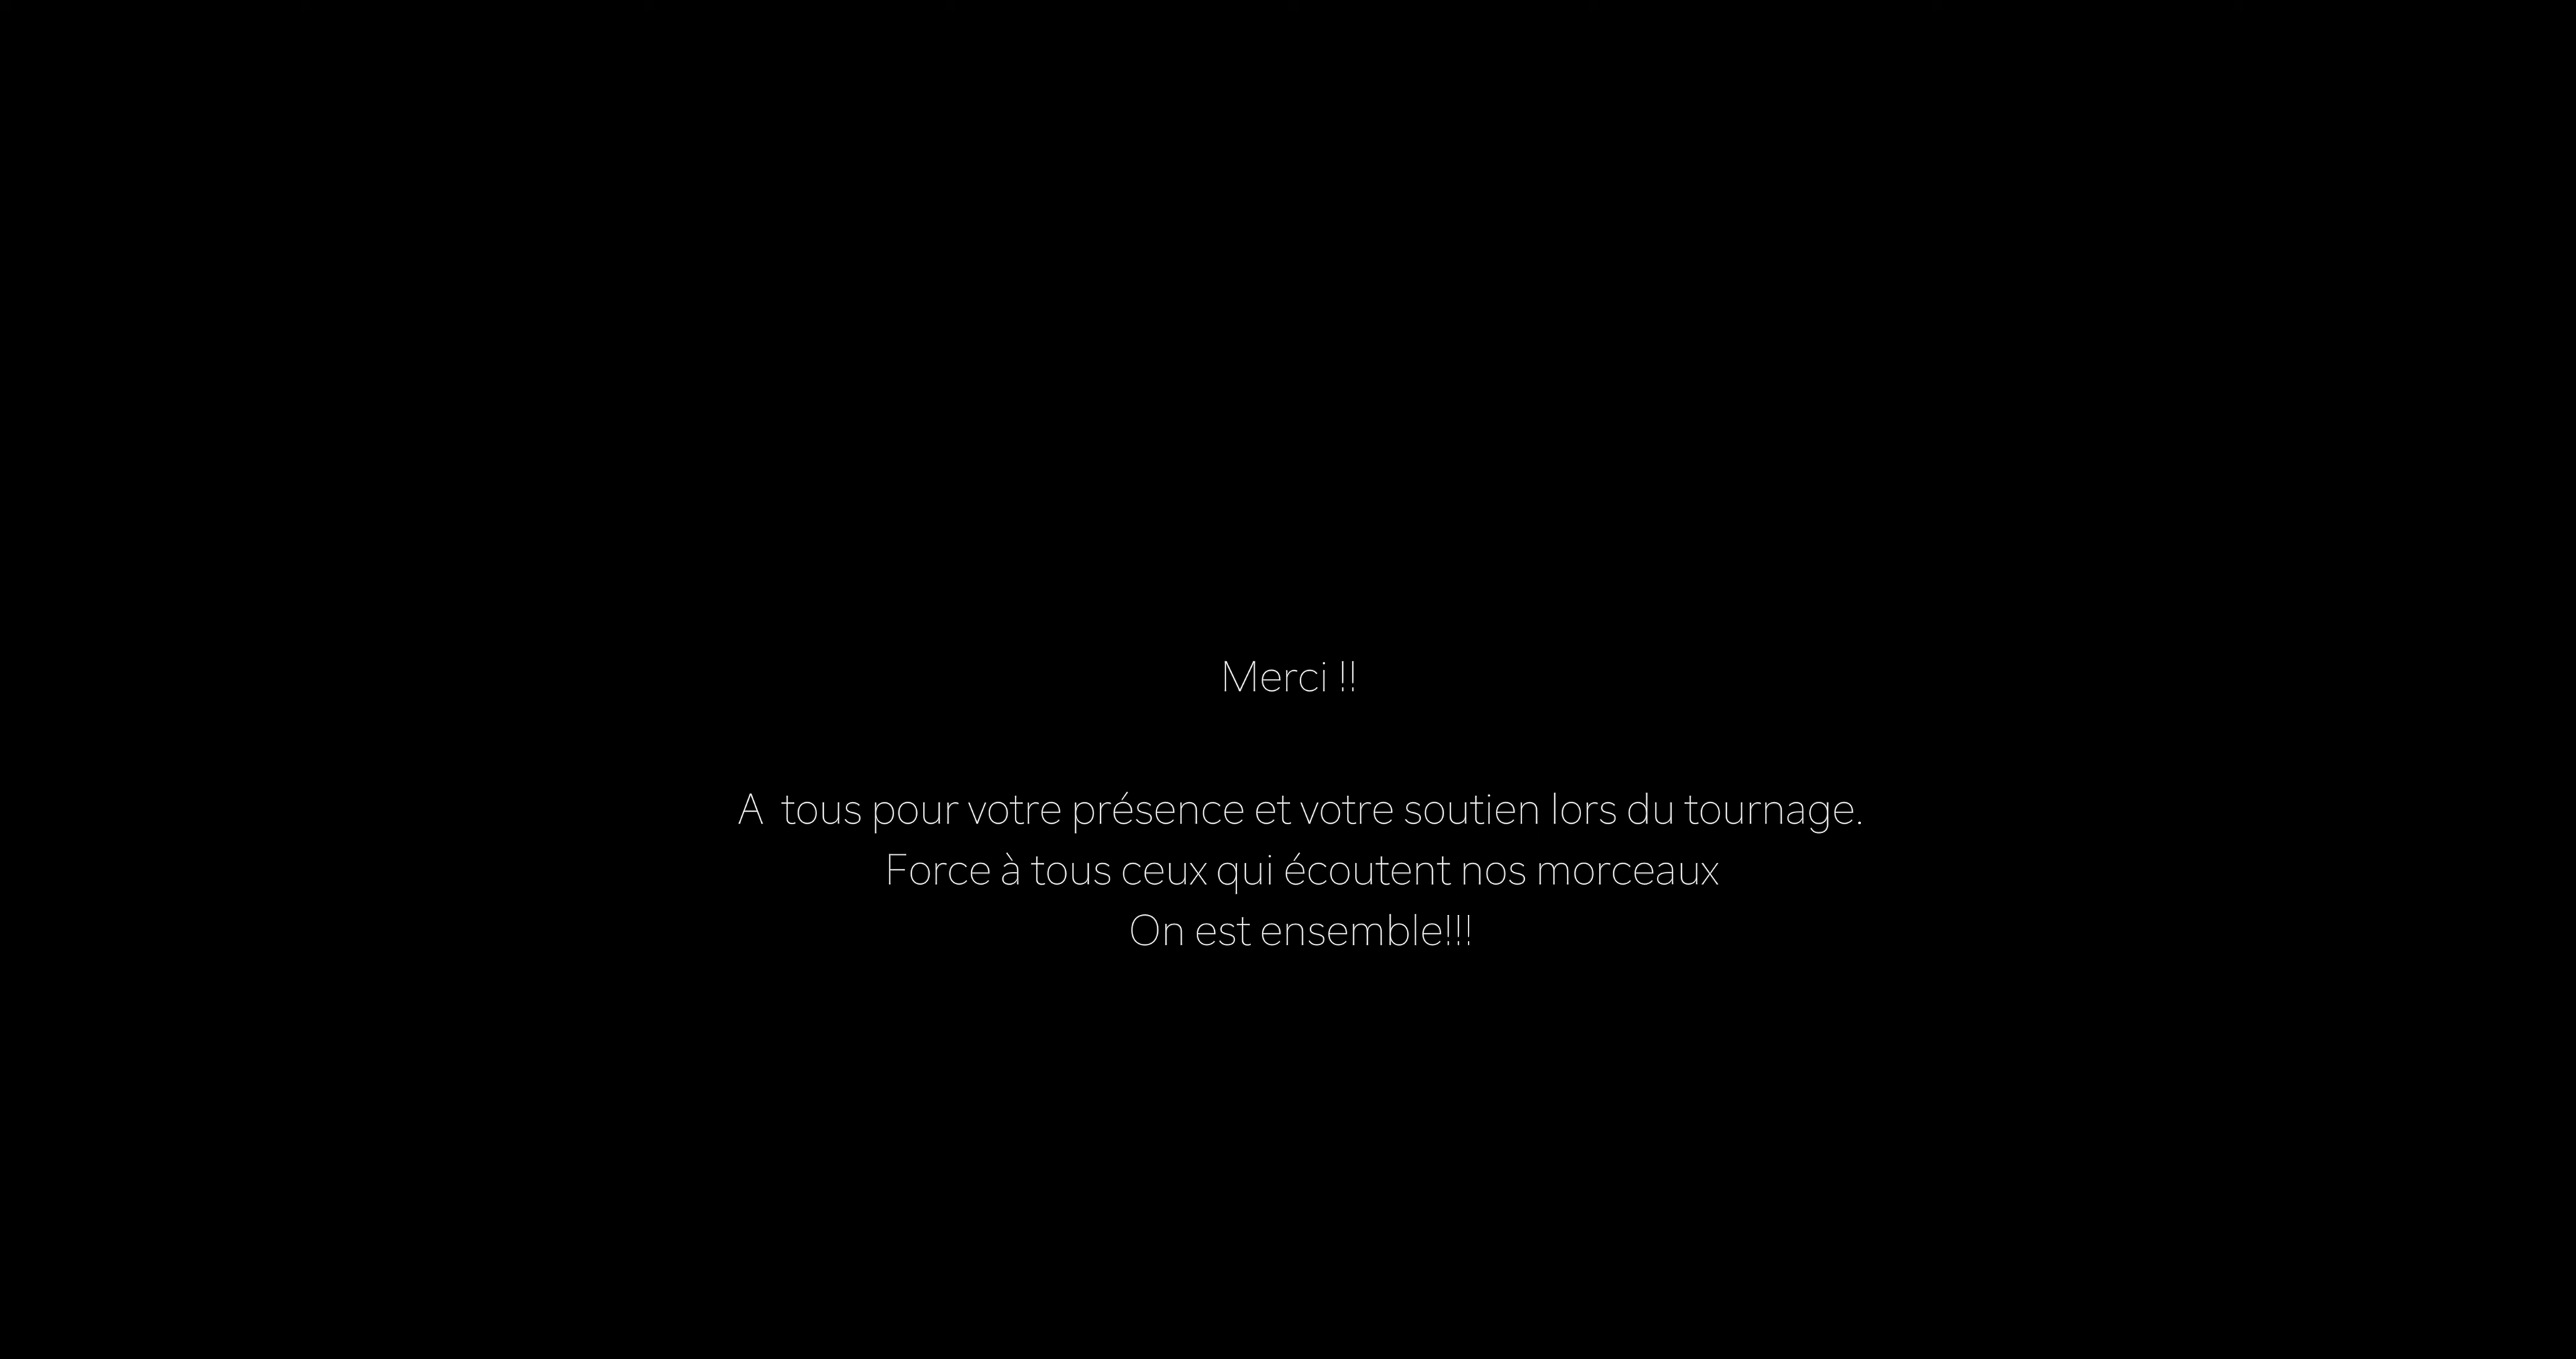 Merci !!
A  tous pour votre présence et votre soutien lors du tournage.
Force à tous ceux qui écoutent nos morceaux
On est ensemble!!!